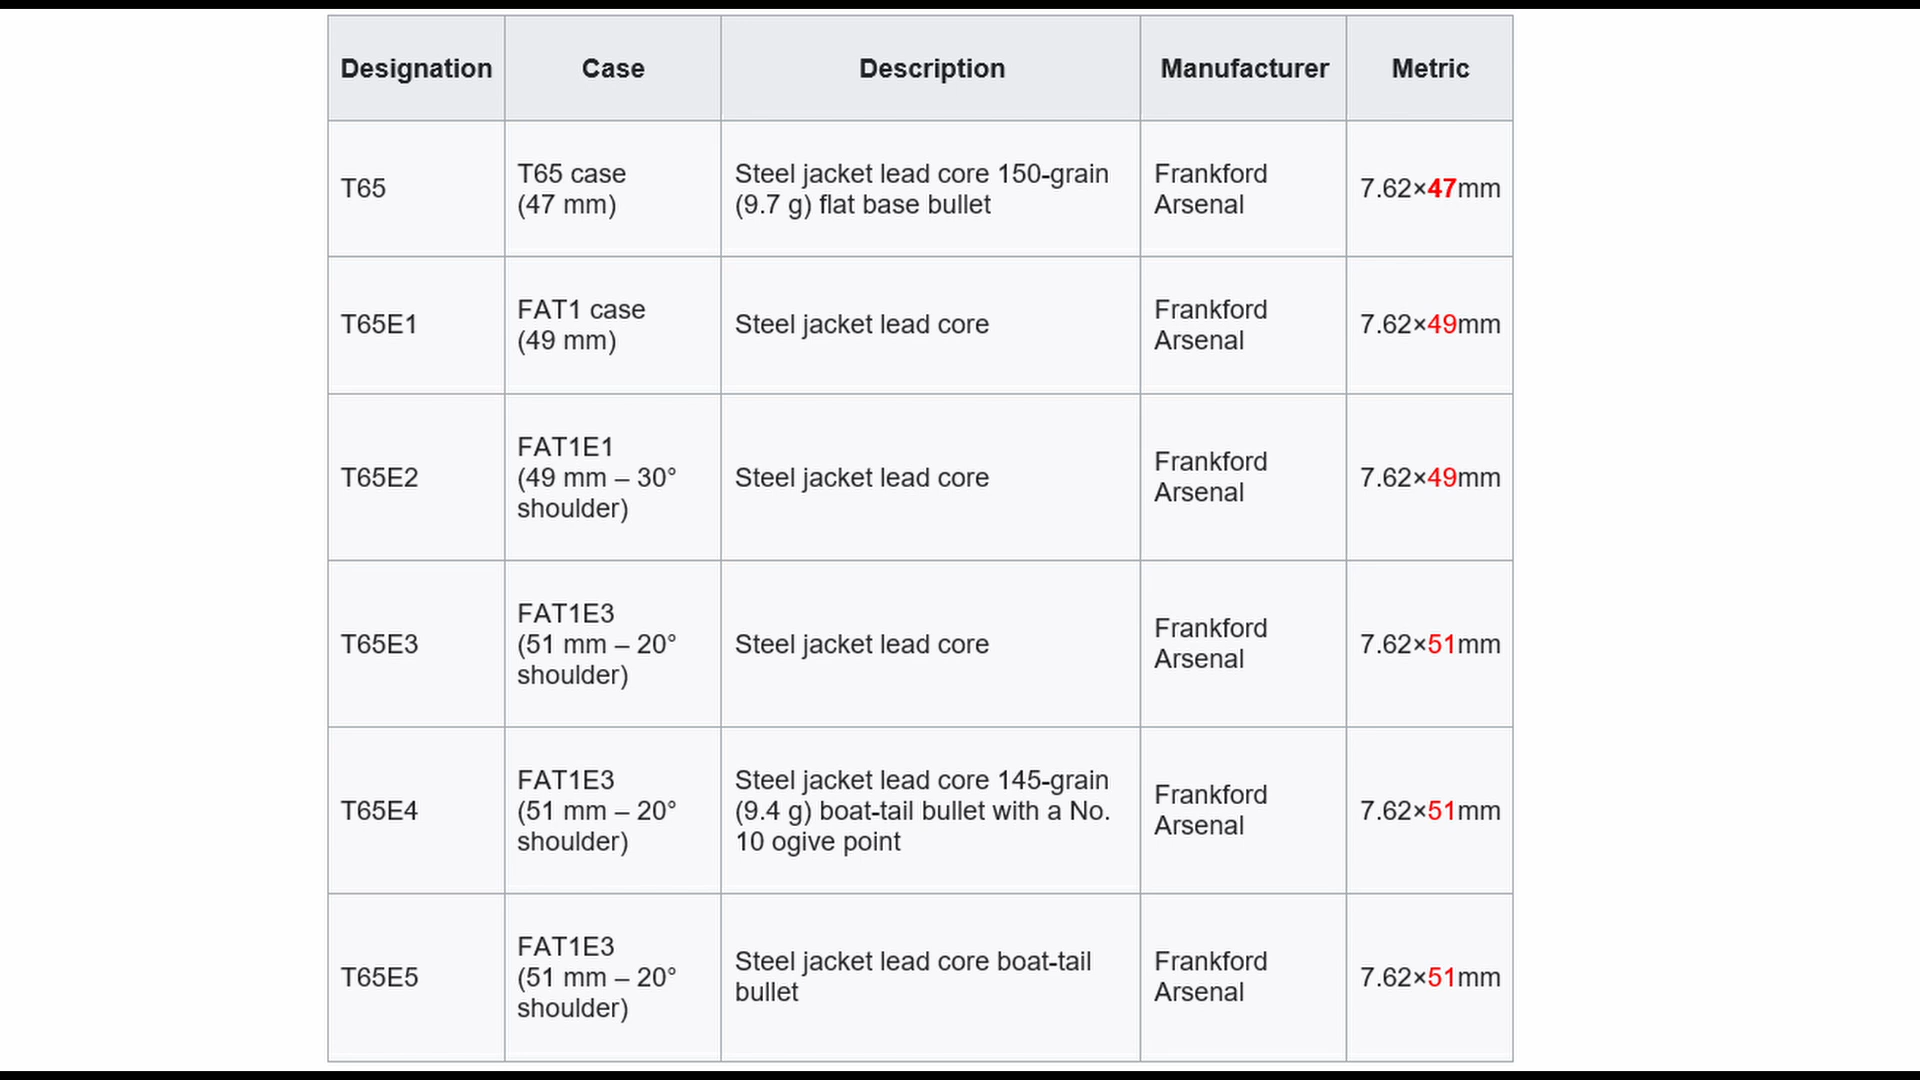 Designation Case Description Manufacturer Metric
T65
T65 case
(47 mm)
Steel jacket lead core 150-grain
(9.7 g) flat base bullet
Frankford
Arsenal
7.62×47mm
T65E1
FAT1 case
(49 mm)
Steel jacket lead core
Frankford
Arsenal
7.62×49mm
T65E2
FAT1E1
(49 mm – 30°
shoulder)
Steel jacket lead core
Frankford
Arsenal
7.62×49mm
T65E3
FAT1E3
(51 mm – 20°
shoulder)
Steel jacket lead core
Frankford
Arsenal
7.62×51mm
T65E4
FAT1E3
(51 mm – 20°
shoulder)
Steel jacket lead core 145-grain
(9.4 g) boat-tail bullet with a No.
10 ogive point
Frankford
Arsenal
7.62×51mm
T65E5
FAT1E3
(51 mm – 20°
shoulder)
Steel jacket lead core boat-tail
bullet
Frankford
Arsenal
7.62×51mm